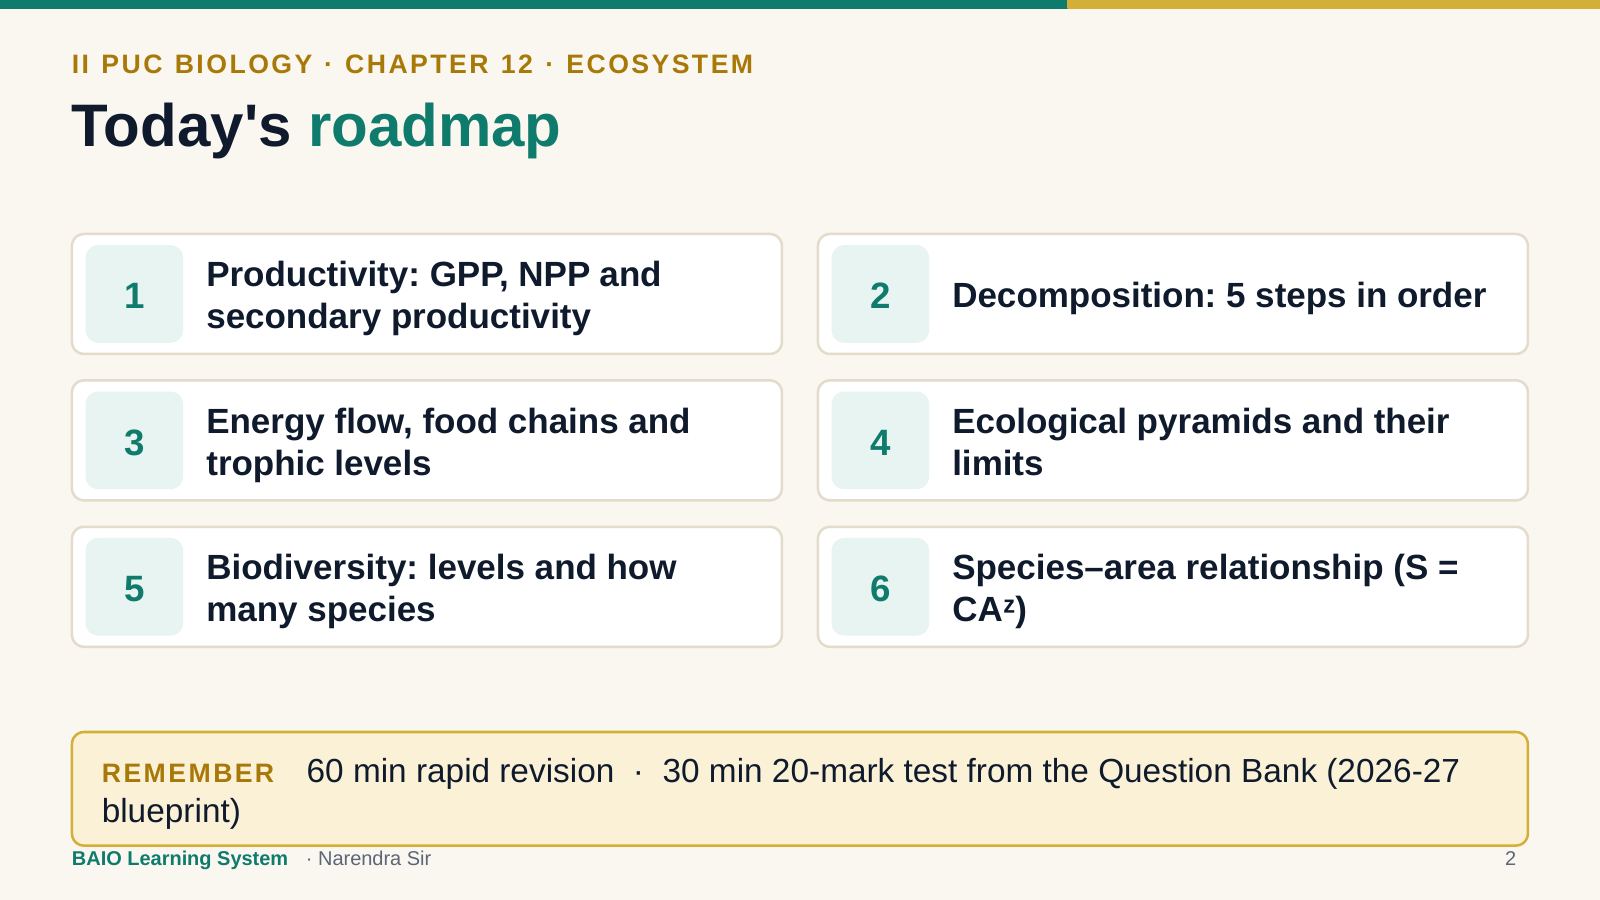 II PUC BIOLOGY · CHAPTER 12 · ECOSYSTEM
Today's roadmap
1
Productivity: GPP, NPP and
secondary productivity
2
Decomposition: 5 steps in order
3
Energy flow, food chains and
trophic levels
4
Ecological pyramids and their
limits
5
Biodiversity: levels and how
many species
6
Species–area relationship (S =
CAᶻ)
REMEMBER 60 min rapid revision · 30 min 20-mark test from the Question Bank (2026-27
blueprint)
BAIO Learning System · Narendra Sir
2